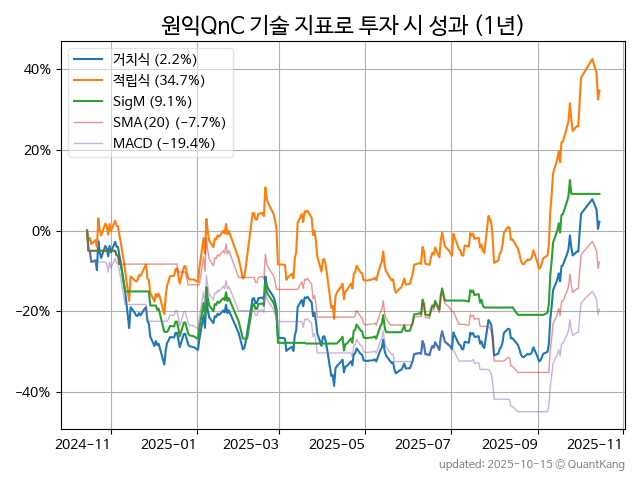 원익QnC 기술 지표로 투자 시 성과 (1년)
거치식 (2.2%)
적립식 (34.7%)
SigM (9.1%)
SMA(20) (−7.7%)
MACD (−19.4%)
40%
20%
0%
−20%
−40%
2024-11 2025-01 2025-03 2025-05 2025-07 2025-09 2025-11
updated: 2025-10-15 © QuantKang